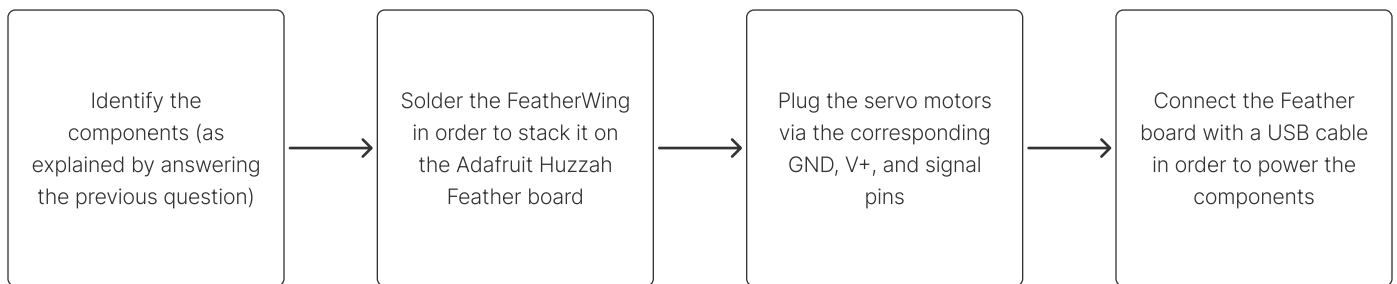 Identify the
components (as
explained by answering
the previous question)
Solder the FeatherWing
in order to stack it on
the Adafruit Huzzah
Feather board
Plug the servo motors
via the corresponding
GND, V+, and signal
pins
Connect the Feather
board with a USB cable
in order to power the
components